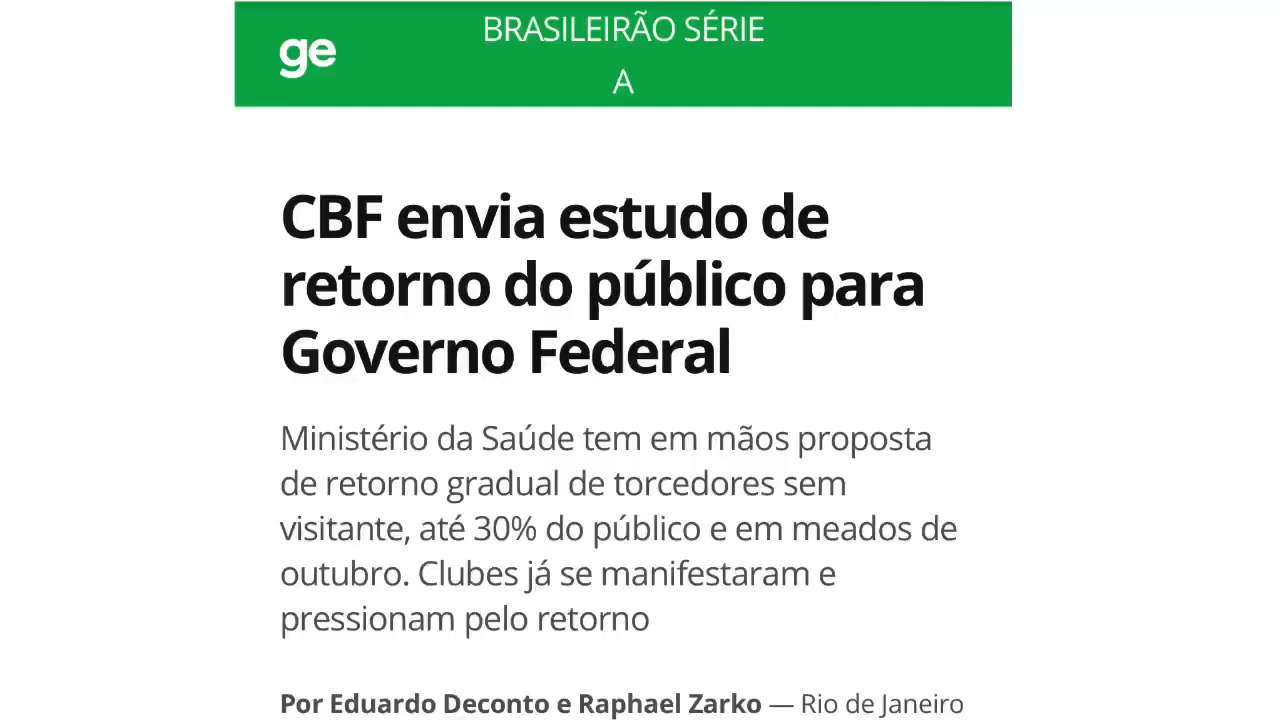 ge
BRASILEIRÃO SÉRIE
A
CBF envia estudo de
retorno do público para
Governo Federal
Ministério da Saúde tem em mãos proposta
de retorno gradual de torcedores sem
visitante, até 30% do público e em meados de
outubro. Clubes já se manifestaram e
pressionam pelo retorno
Por Eduardo Deconto e Raphael Zarko — Rio de Janeiro